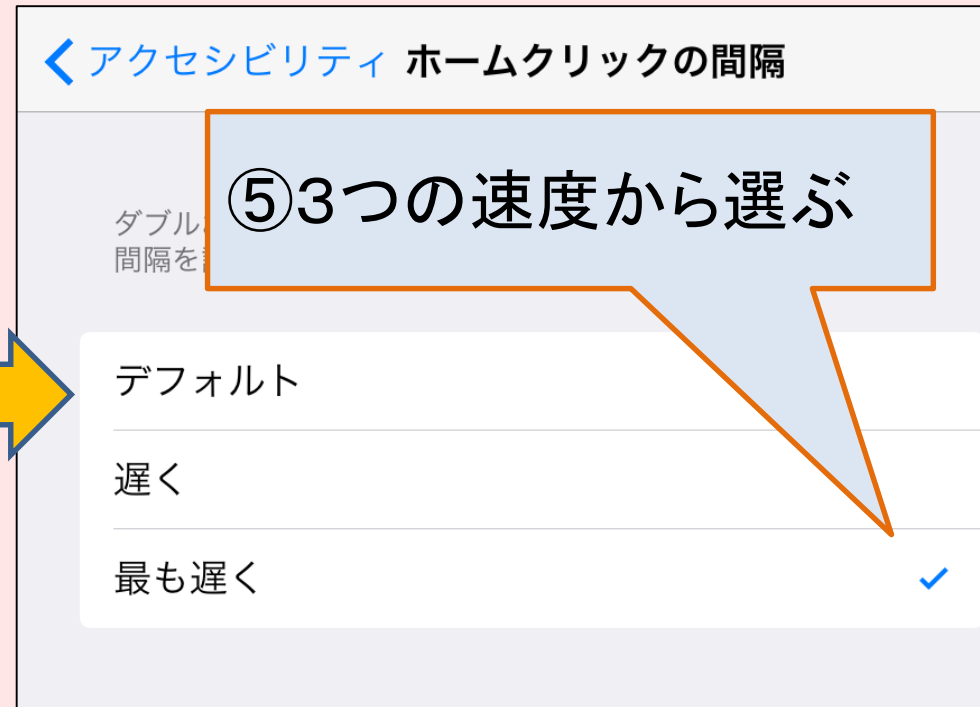 アクセシビリティ ホームクリックの間隔
⑤3つの速度から選ぶ
ダブル
間隔を
デフォルト
遅く
最も遅く